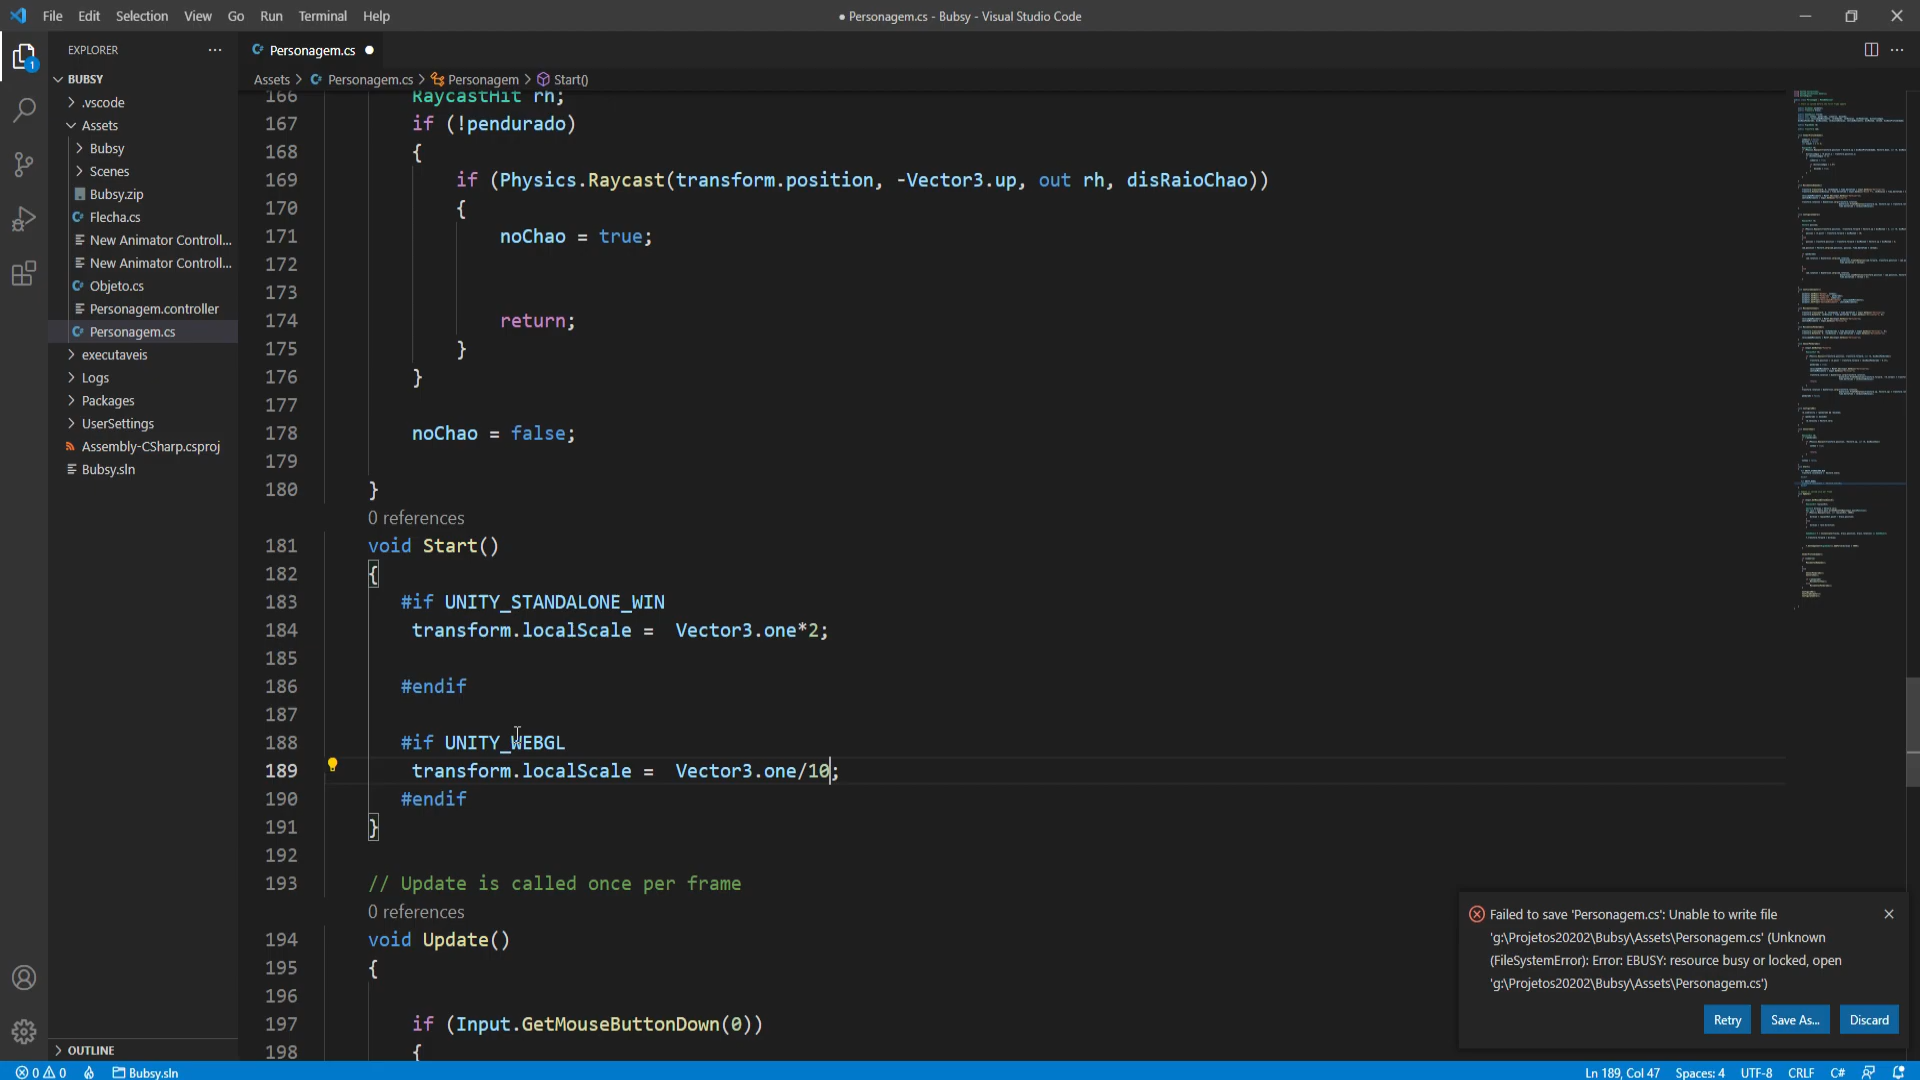 File Edit Selection View Go Run Terminal Help
● Personagem.cs - Bubsy - Visual Studio Code
EXPLORER
Personagem.cs
Assets > Personagem.cs > Personagem > Start()
BUBSY
.vscode
Assets
Bubsy
Scenes
Bubsy.zip
Flecha.cs
New Animator Controll...
New Animator Controll...
Objeto.cs
Personagem.controller
Personagem.cs
executaveis
Logs
Packages
UserSettings
Assembly-CSharp.csproj
Bubsy.sln
OUTLINE
1
166 RaycastHit rh;
167 if (!pendurado)
168 {
169 if (Physics.Raycast(transform.position, -Vector3.up, out rh, disRaioChao))
170 {
171 noChao = true;
172
173
174 return;
175 }
176 }
177
178 noChao = false;
179
180 }
0 references
181 void Start()
182 {
183 #if UNITY_STANDALONE_WIN
184 transform.localScale =  Vector3.one*2;
185
186 #endif
187
188 #if UNITY_WEBGL
189 transform.localScale =  Vector3.one/10;
190 #endif
191 }
192
193 // Update is called once per frame
0 references
194 void Update()
195 {
196
197 if (Input.GetMouseButtonDown(0))
198 {
Failed to save 'Personagem.cs': Unable to write file
'g:\Projetos20202\Bubsy\Assets\Personagem.cs' (Unknown
(FileSystemError): Error: EBUSY: resource busy or locked, open
'g:\Projetos20202\Bubsy\Assets\Personagem.cs')
Retry Save As... Discard
0 0 Bubsy.sln
Ln 189, Col 47 Spaces: 4 UTF-8 CRLF C#